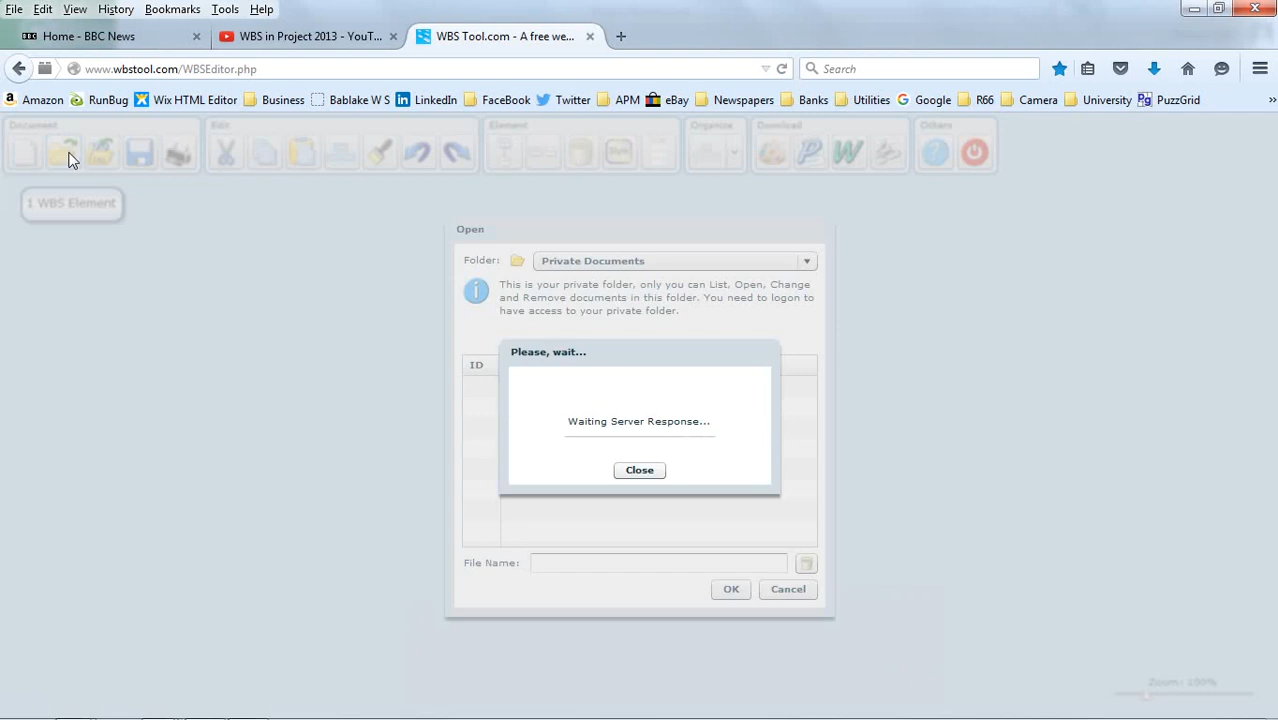 File Edit View History Bookmarks Tools Help
Home - BBC News
WBS in Project 2013 - YouT...
WBS Tool.com - A free we...
www.wbstool.com/WBSEditor.php
Search
Amazon RunBug Wix HTML Editor Business Bablake W S LinkedIn FaceBook Twitter APM eBay Newspapers Banks Utilities Google R66 Camera University PuzzGrid
Document Edit Element Organize Download Others
1 WBS Element
Open
Folder: Private Documents
This is your private folder, only you can List, Open, Change
and Remove documents in this folder. You need to logon to
have access to your private folder.
Please, wait...
ID
Waiting Server Response...
Close
File Name:
OK Cancel
Zoom: 100%